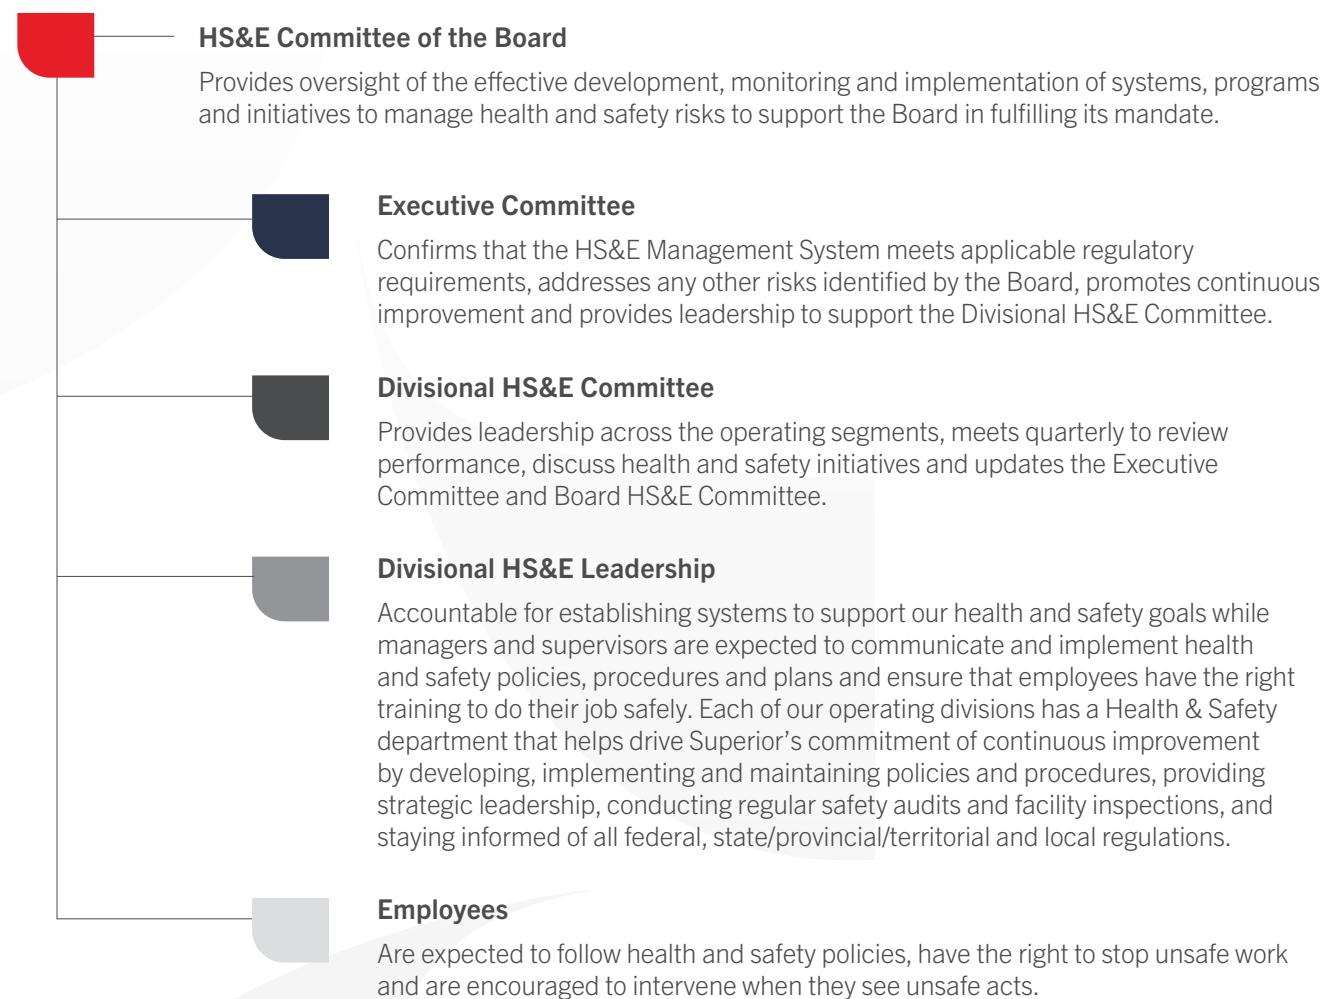 HS&E Committee of the Board
Provides oversight of the effective development, monitoring and implementation of systems, programs
and initiatives to manage health and safety risks to support the Board in fulfilling its mandate.
Executive Committee
Confirms that the HS&E Management System meets applicable regulatory
requirements, addresses any other risks identified by the Board, promotes continuous
improvement and provides leadership to support the Divisional HS&E Committee.
Divisional HS&E Committee
Provides leadership across the operating segments, meets quarterly to review
performance, discuss health and safety initiatives and updates the Executive
Committee and Board HS&E Committee.
Divisional HS&E Leadership
Accountable for establishing systems to support our health and safety goals while
managers and supervisors are expected to communicate and implement health
and safety policies, procedures and plans and ensure that employees have the right
training to do their job safely. Each of our operating divisions has a Health & Safety
department that helps drive Superior’s commitment of continuous improvement
by developing, implementing and maintaining policies and procedures, providing
strategic leadership, conducting regular safety audits and facility inspections, and
staying informed of all federal, state/provincial/territorial and local regulations.
Employees
Are expected to follow health and safety policies, have the right to stop unsafe work
and are encouraged to intervene when they see unsafe acts.